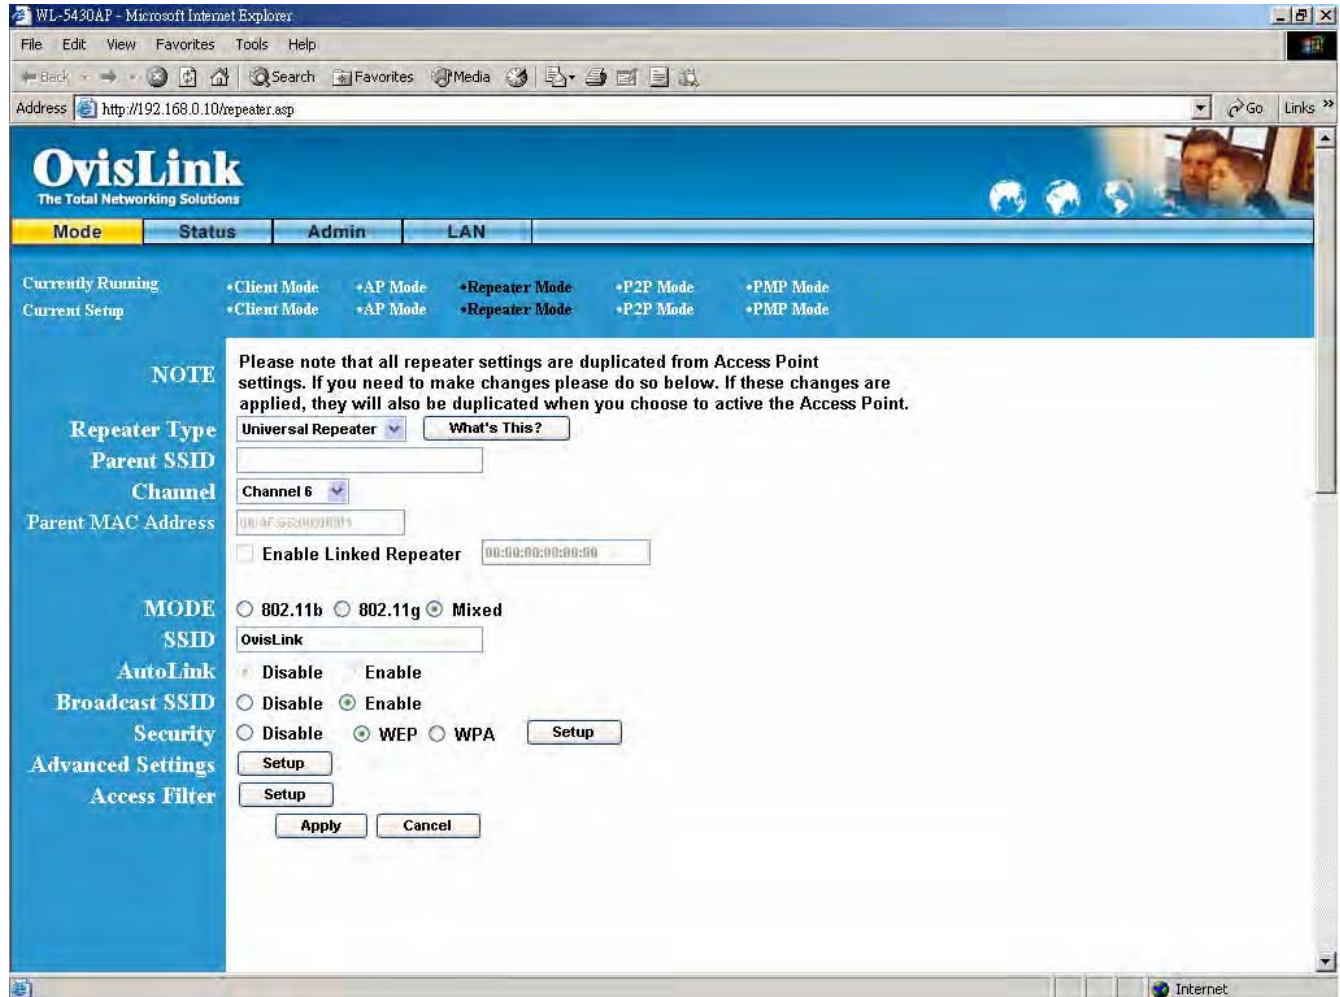 WL-5430AP - Microsoft Internet Explorer
File Edit View Favorites Tools Help
Back Search Favorites Media
Address http://192.168.0.10/repeater.asp Go Links »
OvisLink
The Total Networking Solutions
Mode Status Admin LAN
Currently Running •Client Mode •AP Mode •Repeater Mode •P2P Mode •PMP Mode
Current Setup •Client Mode •AP Mode •Repeater Mode •P2P Mode •PMP Mode
NOTE Please note that all repeater settings are duplicated from Access Point
settings. If you need to make changes please do so below. If these changes are
applied, they will also be duplicated when you choose to active the Access Point.
Repeater Type Universal Repeater What's This?
Parent SSID
Channel Channel 6
Parent MAC Address
Enable Linked Repeater 00:00:00:00:00:00
MODE 802.11b 802.11g Mixed
SSID OvisLink
AutoLink Disable Enable
Broadcast SSID Disable Enable
Security Disable WEP WPA Setup
Advanced Settings Setup
Access Filter Setup
Apply Cancel
Internet